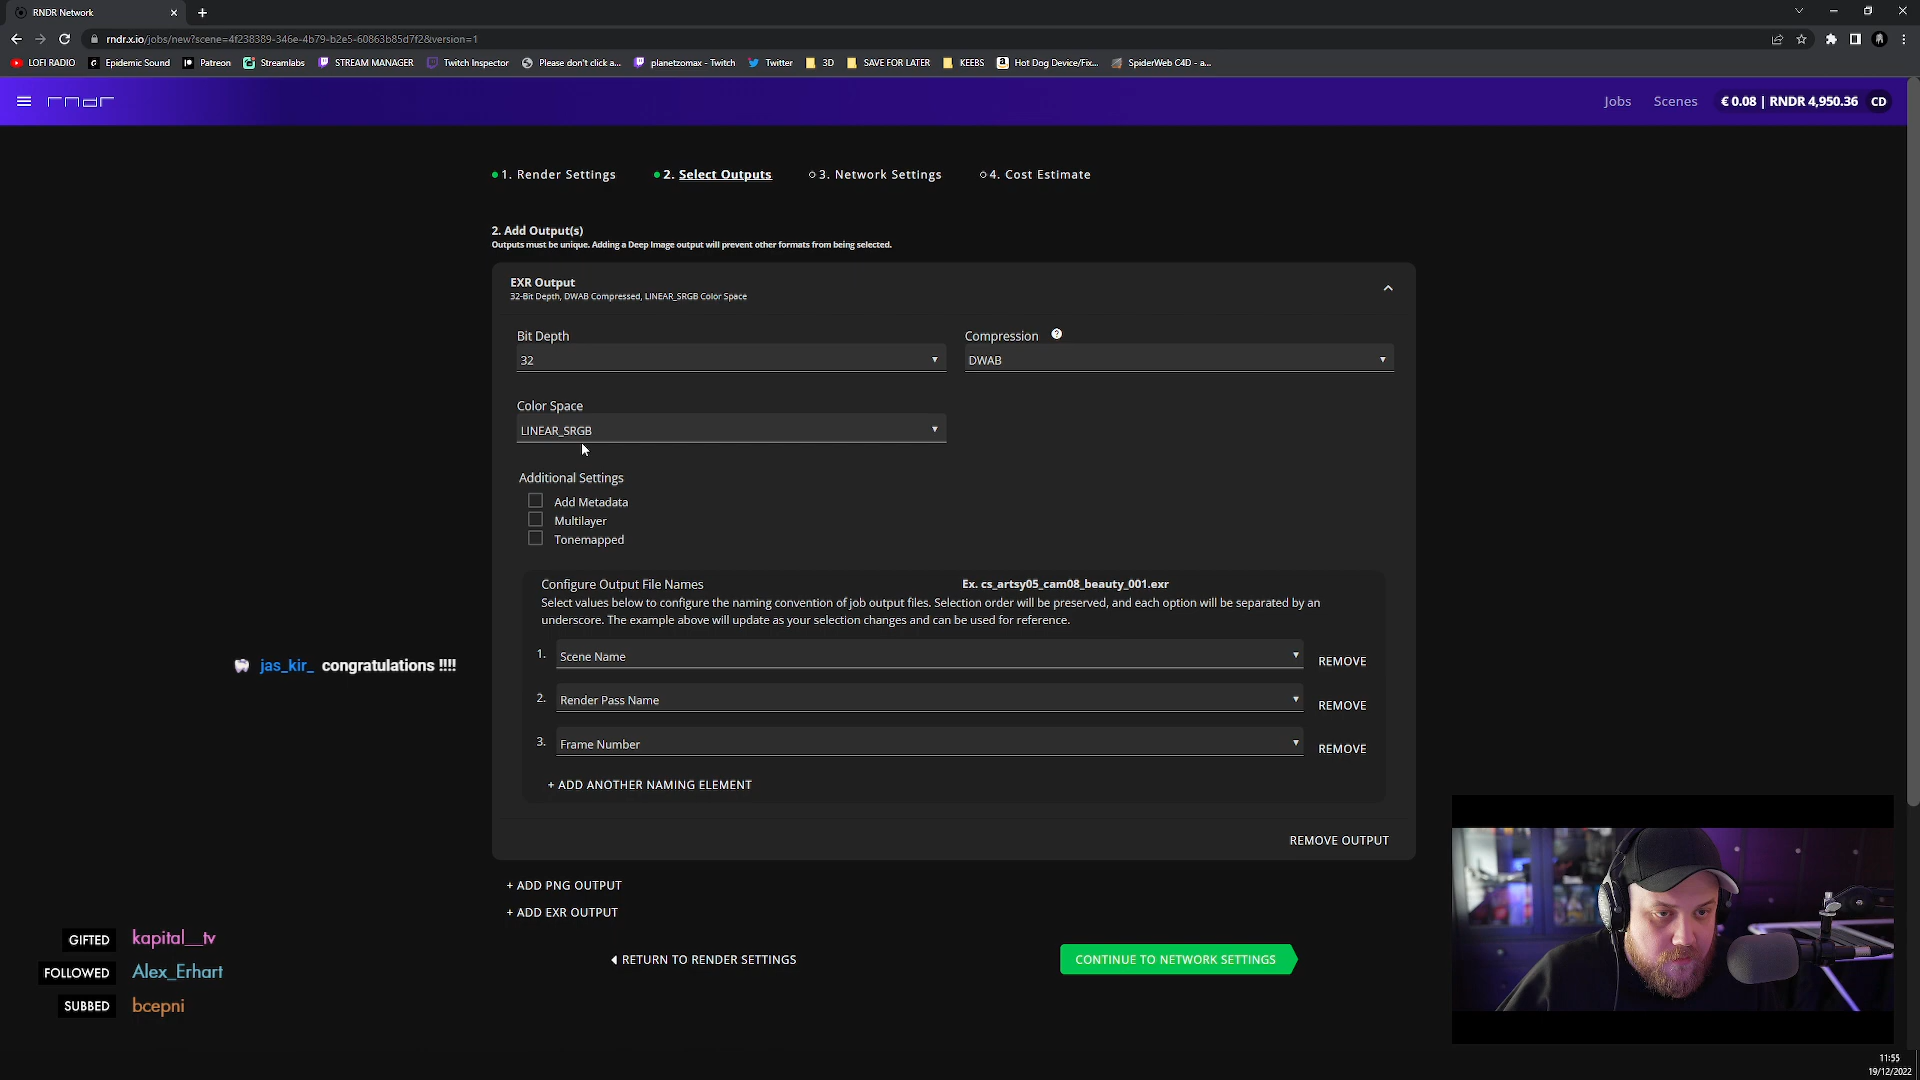 RNDR Network
rndr.x.io/jobs/new?scene=4f238389-346e-4b79-b2e5-60863b85d7f2&version=1
LOFI RADIO
Epidemic Sound
Patreon
Streamlabs
STREAM MANAGER
Twitch Inspector
Please don't click a...
planetzomax - Twitch
Twitter
3D
SAVE FOR LATER
KEEBS
Hot Dog Device/Fix...
SpiderWeb C4D - a...
rndr
Jobs
Scenes
€ 0.08 | RNDR 4,950.36
CD
1. Render Settings
2. Select Outputs
3. Network Settings
4. Cost Estimate
2. Add Output(s)
Outputs must be unique. Adding a Deep Image output will prevent other formats from being selected.
EXR Output
32-Bit Depth, DWAB Compressed, LINEAR_SRGB Color Space
Bit Depth
32
Compression ?
DWAB
Color Space
LINEAR_SRGB
Additional Settings
Add Metadata
Multilayer
Tonemapped
Configure Output File Names
Ex. cs_artsy05_cam08_beauty_001.exr
Select values below to configure the naming convention of job output files. Selection order will be preserved, and each option will be separated by an
underscore. The example above will update as your selection changes and can be used for reference.
1. Scene Name
REMOVE
2. Render Pass Name
REMOVE
3. Frame Number
REMOVE
+ ADD ANOTHER NAMING ELEMENT
REMOVE OUTPUT
+ ADD PNG OUTPUT
+ ADD EXR OUTPUT
RETURN TO RENDER SETTINGS
CONTINUE TO NETWORK SETTINGS
jas_kir_ congratulations !!!!
GIFTED kapital__tv
FOLLOWED Alex_Erhart
SUBBED bcepni
11:55
19/12/2022